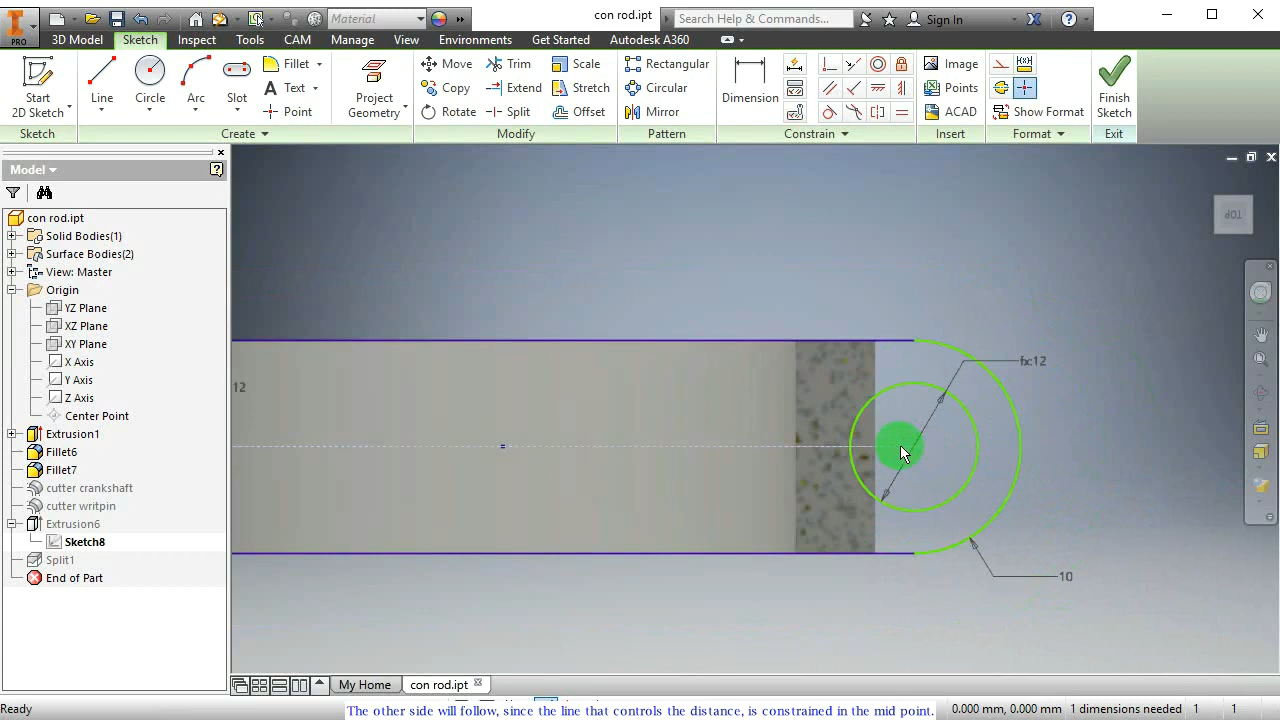 Material
con rod.ipt
Search Help & Commands...
Sign In
PRO
3D Model
Sketch
Inspect
Tools
CAM
Manage
View
Environments
Get Started
Autodesk A360
Start
2D Sketch
Line
Circle
Arc
Slot
Fillet
Text
Point
Project
Geometry
Move
Copy
Rotate
Trim
Extend
Split
Scale
Stretch
Offset
Rectangular
Circular
Mirror
Dimension
Image
Points
ACAD
Show Format
Finish
Sketch
Sketch
Create
Modify
Pattern
Constrain
Insert
Format
Exit
Model
con rod.ipt
Solid Bodies(1)
Surface Bodies(2)
View: Master
Origin
YZ Plane
XZ Plane
XY Plane
X Axis
Y Axis
Z Axis
Center Point
Extrusion1
Fillet6
Fillet7
cutter crankshaft
cutter writpin
Extrusion6
Sketch8
Split1
End of Part
TOP
12
fx:12
10
My Home
con rod.ipt
Ready
The other side will follow, since the line that controls the distance, is constrained in the mid point.
0.000 mm, 0.000 mm
1 dimensions needed
1
1